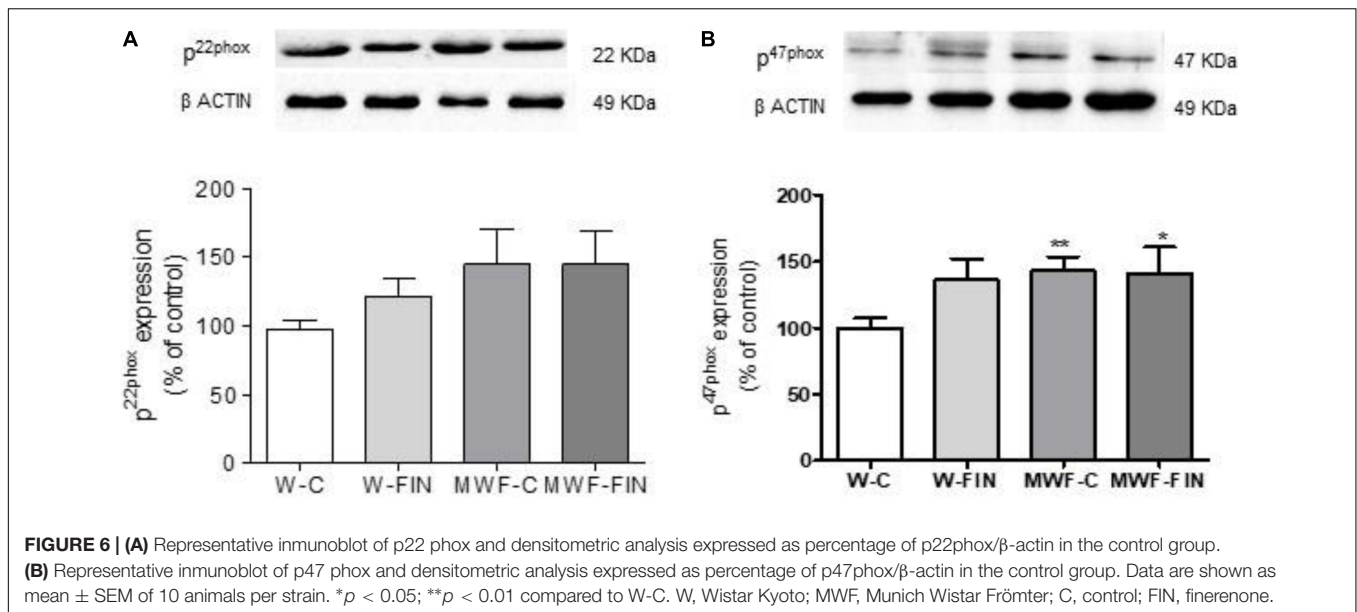 A
p22phox
22 KDa
β ACTIN
49 KDa
p22phox expression
(% of control)
200
150
100
50
0
W-C W-FIN MWF-C MWF-FIN
B
p47phox
47 KDa
β ACTIN
49 KDa
p47phox expression
(% of control)
200
150
100
50
0
** *
W-C W-FIN MWF-C MWF-FIN
FIGURE 6 | (A) Representative inmunoblot of p22 phox and densitometric analysis expressed as percentage of p22phox/β-actin in the control group.
(B) Representative inmunoblot of p47 phox and densitometric analysis expressed as percentage of p47phox/β-actin in the control group. Data are shown as
mean ± SEM of 10 animals per strain. *p < 0.05; **p < 0.01 compared to W-C. W, Wistar Kyoto; MWF, Munich Wistar Frömter; C, control; FIN, finerenone.